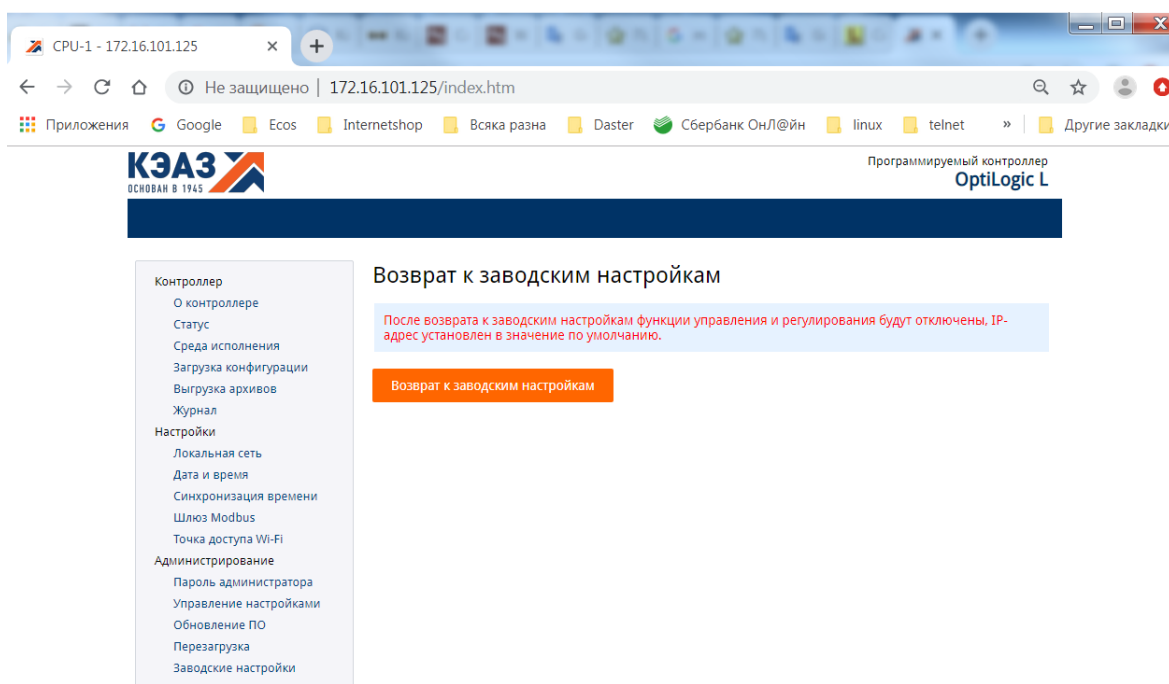 CPU-1 - 172.16.101.125
Не защищено | 172.16.101.125/index.htm
Приложения Google Ecos Internetshop Всяка разна Daster Сбербанк ОнЛ@йн linux telnet » Другие закладки
КЭАЗ
ОСНОВАН В 1945
Программируемый контроллер
OptiLogic L
Контроллер
О контроллере
Статус
Среда исполнения
Загрузка конфигурации
Выгрузка архивов
Журнал
Настройки
Локальная сеть
Дата и время
Синхронизация времени
Шлюз Modbus
Точка доступа Wi-Fi
Администрирование
Пароль администратора
Управление настройками
Обновление ПО
Перезагрузка
Заводские настройки
Возврат к заводским настройкам
После возврата к заводским настройкам функции управления и регулирования будут отключены, IP-
адрес установлен в значение по умолчанию.
Возврат к заводским настройкам